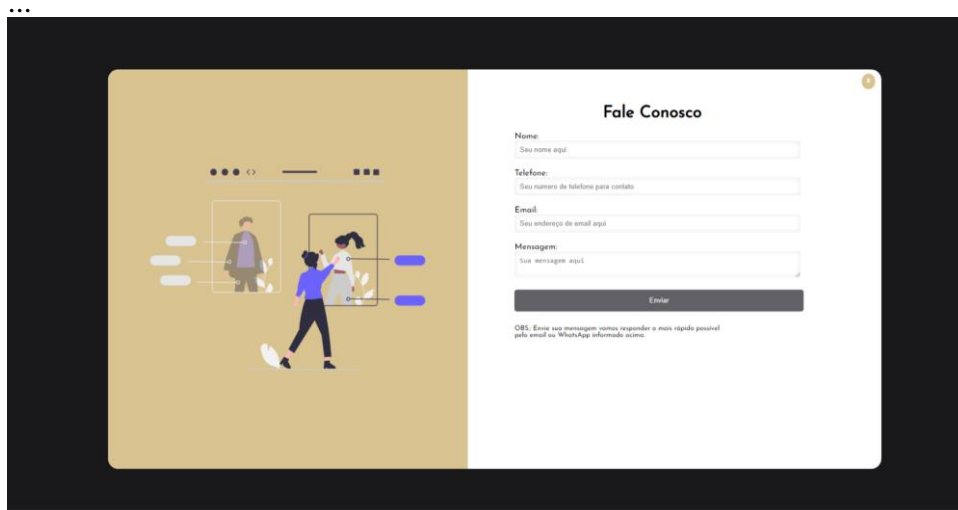 ...
x
Fale Conosco
Nome:
Seu nome aqui
Telefone:
Seu número de telefone para contato
Email:
Seu endereço de email aqui
Mensagem:
Sua mensagem aqui
Enviar
OBS.: Envie sua mensagem vamos responder o mais rápido possível
pelo email ou WhatsApp informado acima.